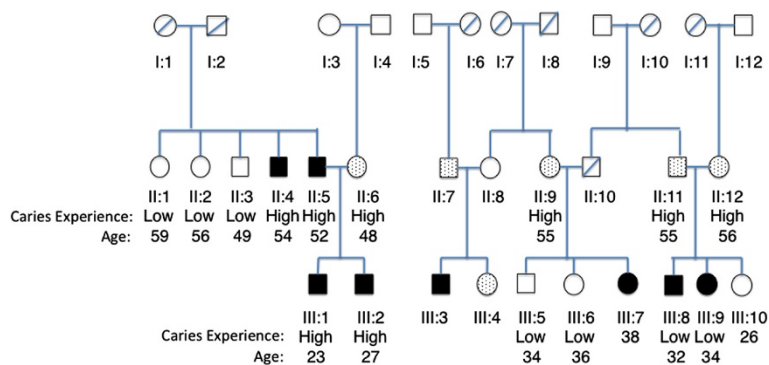 I:1 I:2 I:3 I:4 I:5 I:6 I:7 I:8 I:9 I:10 I:11 I:12
II:1 II:2 II:3 II:4 II:5 II:6 II:7 II:8 II:9 II:10 II:11 II:12
Caries Experience: Low Low Low High High High High High High
Age: 59 56 49 54 52 48 55 55 56
III:1 III:2 III:3 III:4 III:5 III:6 III:7 III:8 III:9 III:10
Caries Experience: High High Low Low 38 Low Low 26
Age: 23 27 34 36 32 34